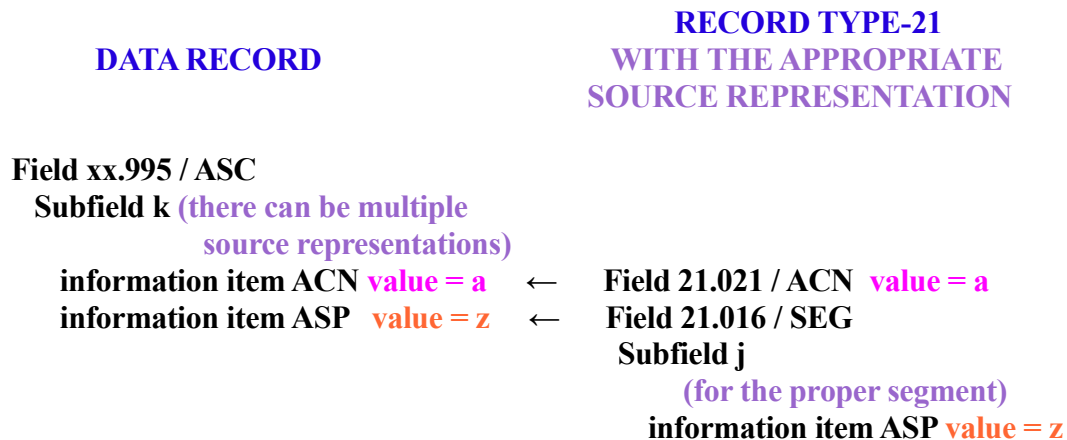 DATA RECORD
RECORD TYPE-21
WITH THE APPROPRIATE
SOURCE REPRESENTATION
Field xx.995 / ASC
Subfield k (there can be multiple
source representations)
information item ACN value = a ← Field 21.021 / ACN value = a
information item ASP value = z ← Field 21.016 / SEG
Subfield j
(for the proper segment)
information item ASP value = z